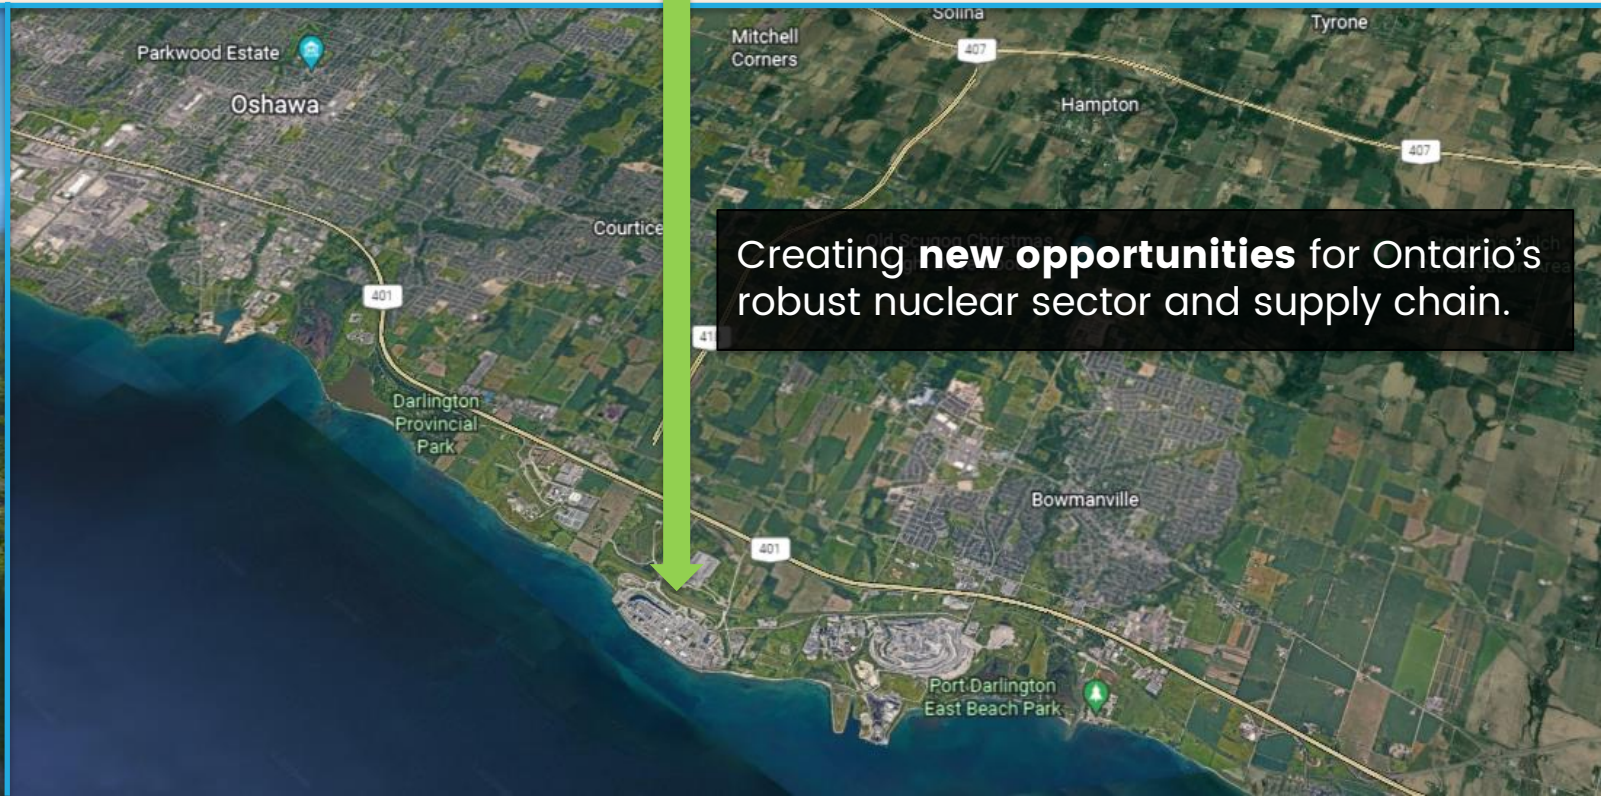 Solina
Tyrone
Mitchell
Corners
407
Parkwood Estate
Oshawa
Hampton
407
Courtice
Creating new opportunities for Ontario’s
robust nuclear sector and supply chain.
401
Darlington
Provincial
Park
Bowmanville
401
Port Darlington
East Beach Park